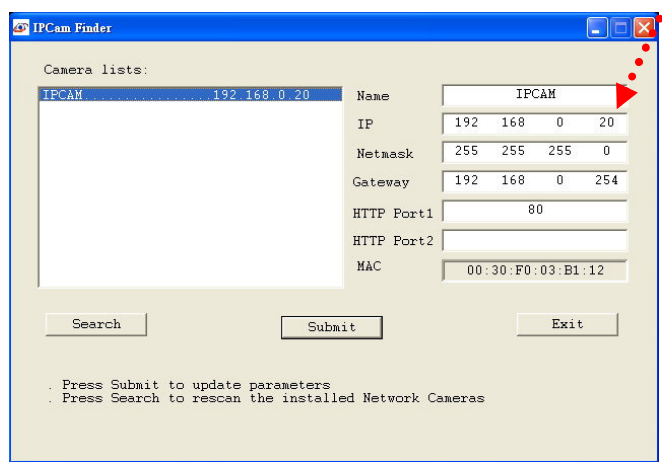 IPCam Finder
Camera lists:
IPCAM................192.168.0.20
Name IPCAM
IP 192 168 0 20
Netmask 255 255 255 0
Gateway 192 168 0 254
HTTP Port1 80
HTTP Port2
MAC 00:30:F0:03:B1:12
Search Submit Exit
. Press Submit to update parameters
. Press Search to rescan the installed Network Cameras